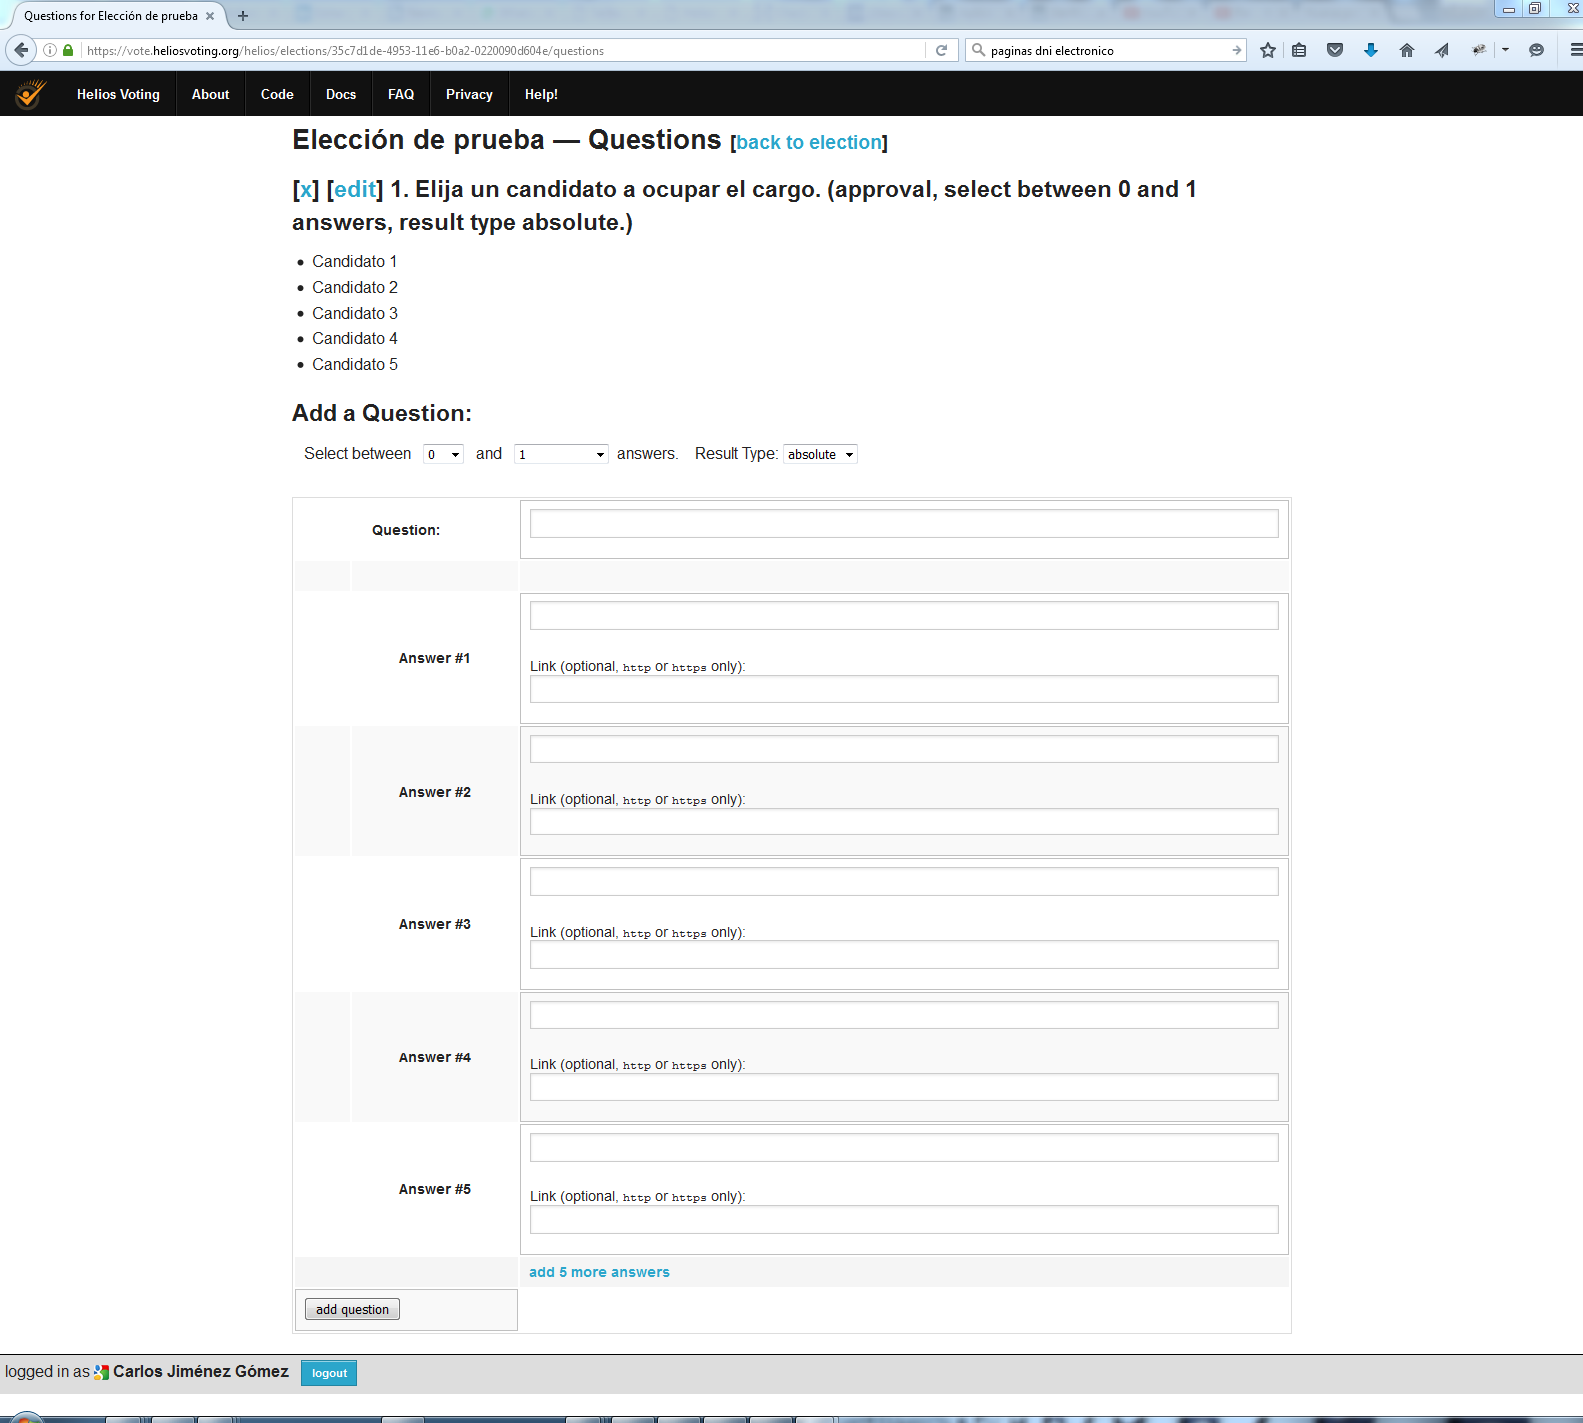 Questions for Elección de prueba
https://vote.heliosvoting.org/helios/elections/35c7d1de-4953-11e6-b0a2-0220090d604e/questions
paginas dni electronico
Helios Voting About Code Docs FAQ Privacy Help!
Elección de prueba — Questions [back to election]
[x] [edit] 1. Elija un candidato a ocupar el cargo. (approval, select between 0 and 1
answers, result type absolute.)
Candidato 1
Candidato 2
Candidato 3
Candidato 4
Candidato 5
Add a Question:
Select between 0 and 1 answers. Result Type: absolute
Question:
Answer #1
Link (optional, http or https only):
Answer #2
Link (optional, http or https only):
Answer #3
Link (optional, http or https only):
Answer #4
Link (optional, http or https only):
Answer #5
Link (optional, http or https only):
add 5 more answers
add question
logged in as Carlos Jiménez Gómez logout